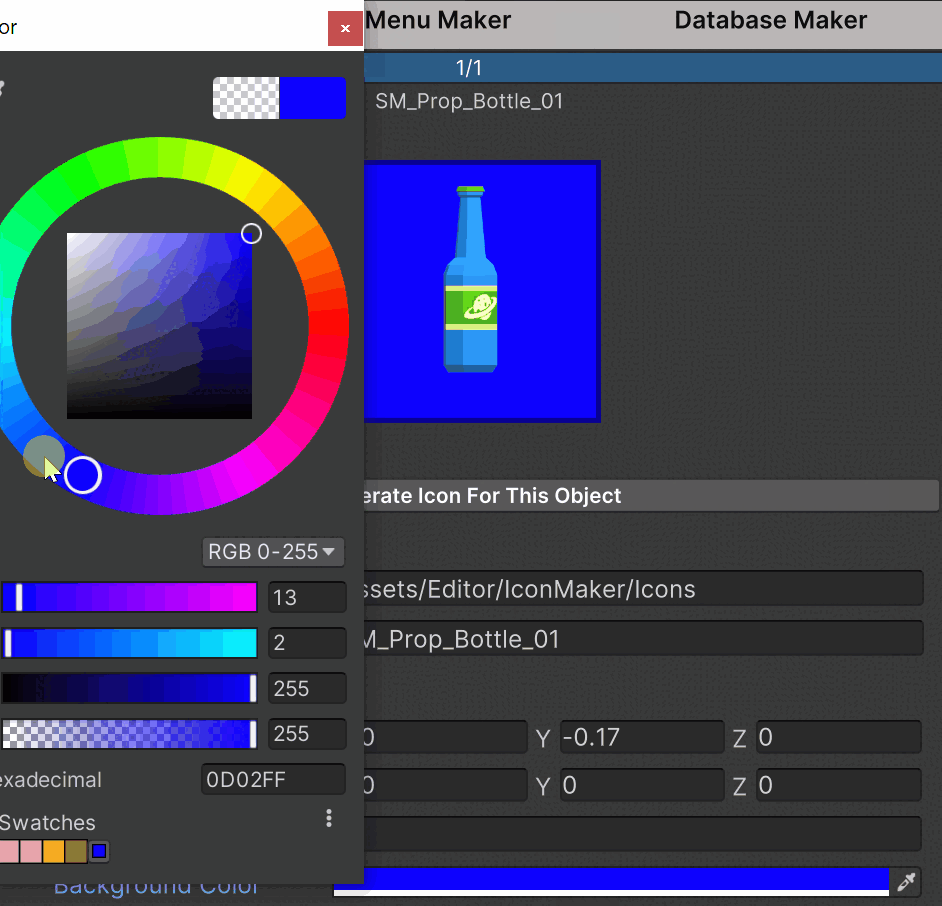 or
Menu Maker
Database Maker
1/1
SM_Prop_Bottle_01
erate Icon For This Object
RGB 0-255
13
2
255
255
exadecimal
0D02FF
Swatches
ssets/Editor/IconMaker/Icons
M_Prop_Bottle_01
0 Y -0.17 Z 0
0 Y 0 Z 0
Background Color